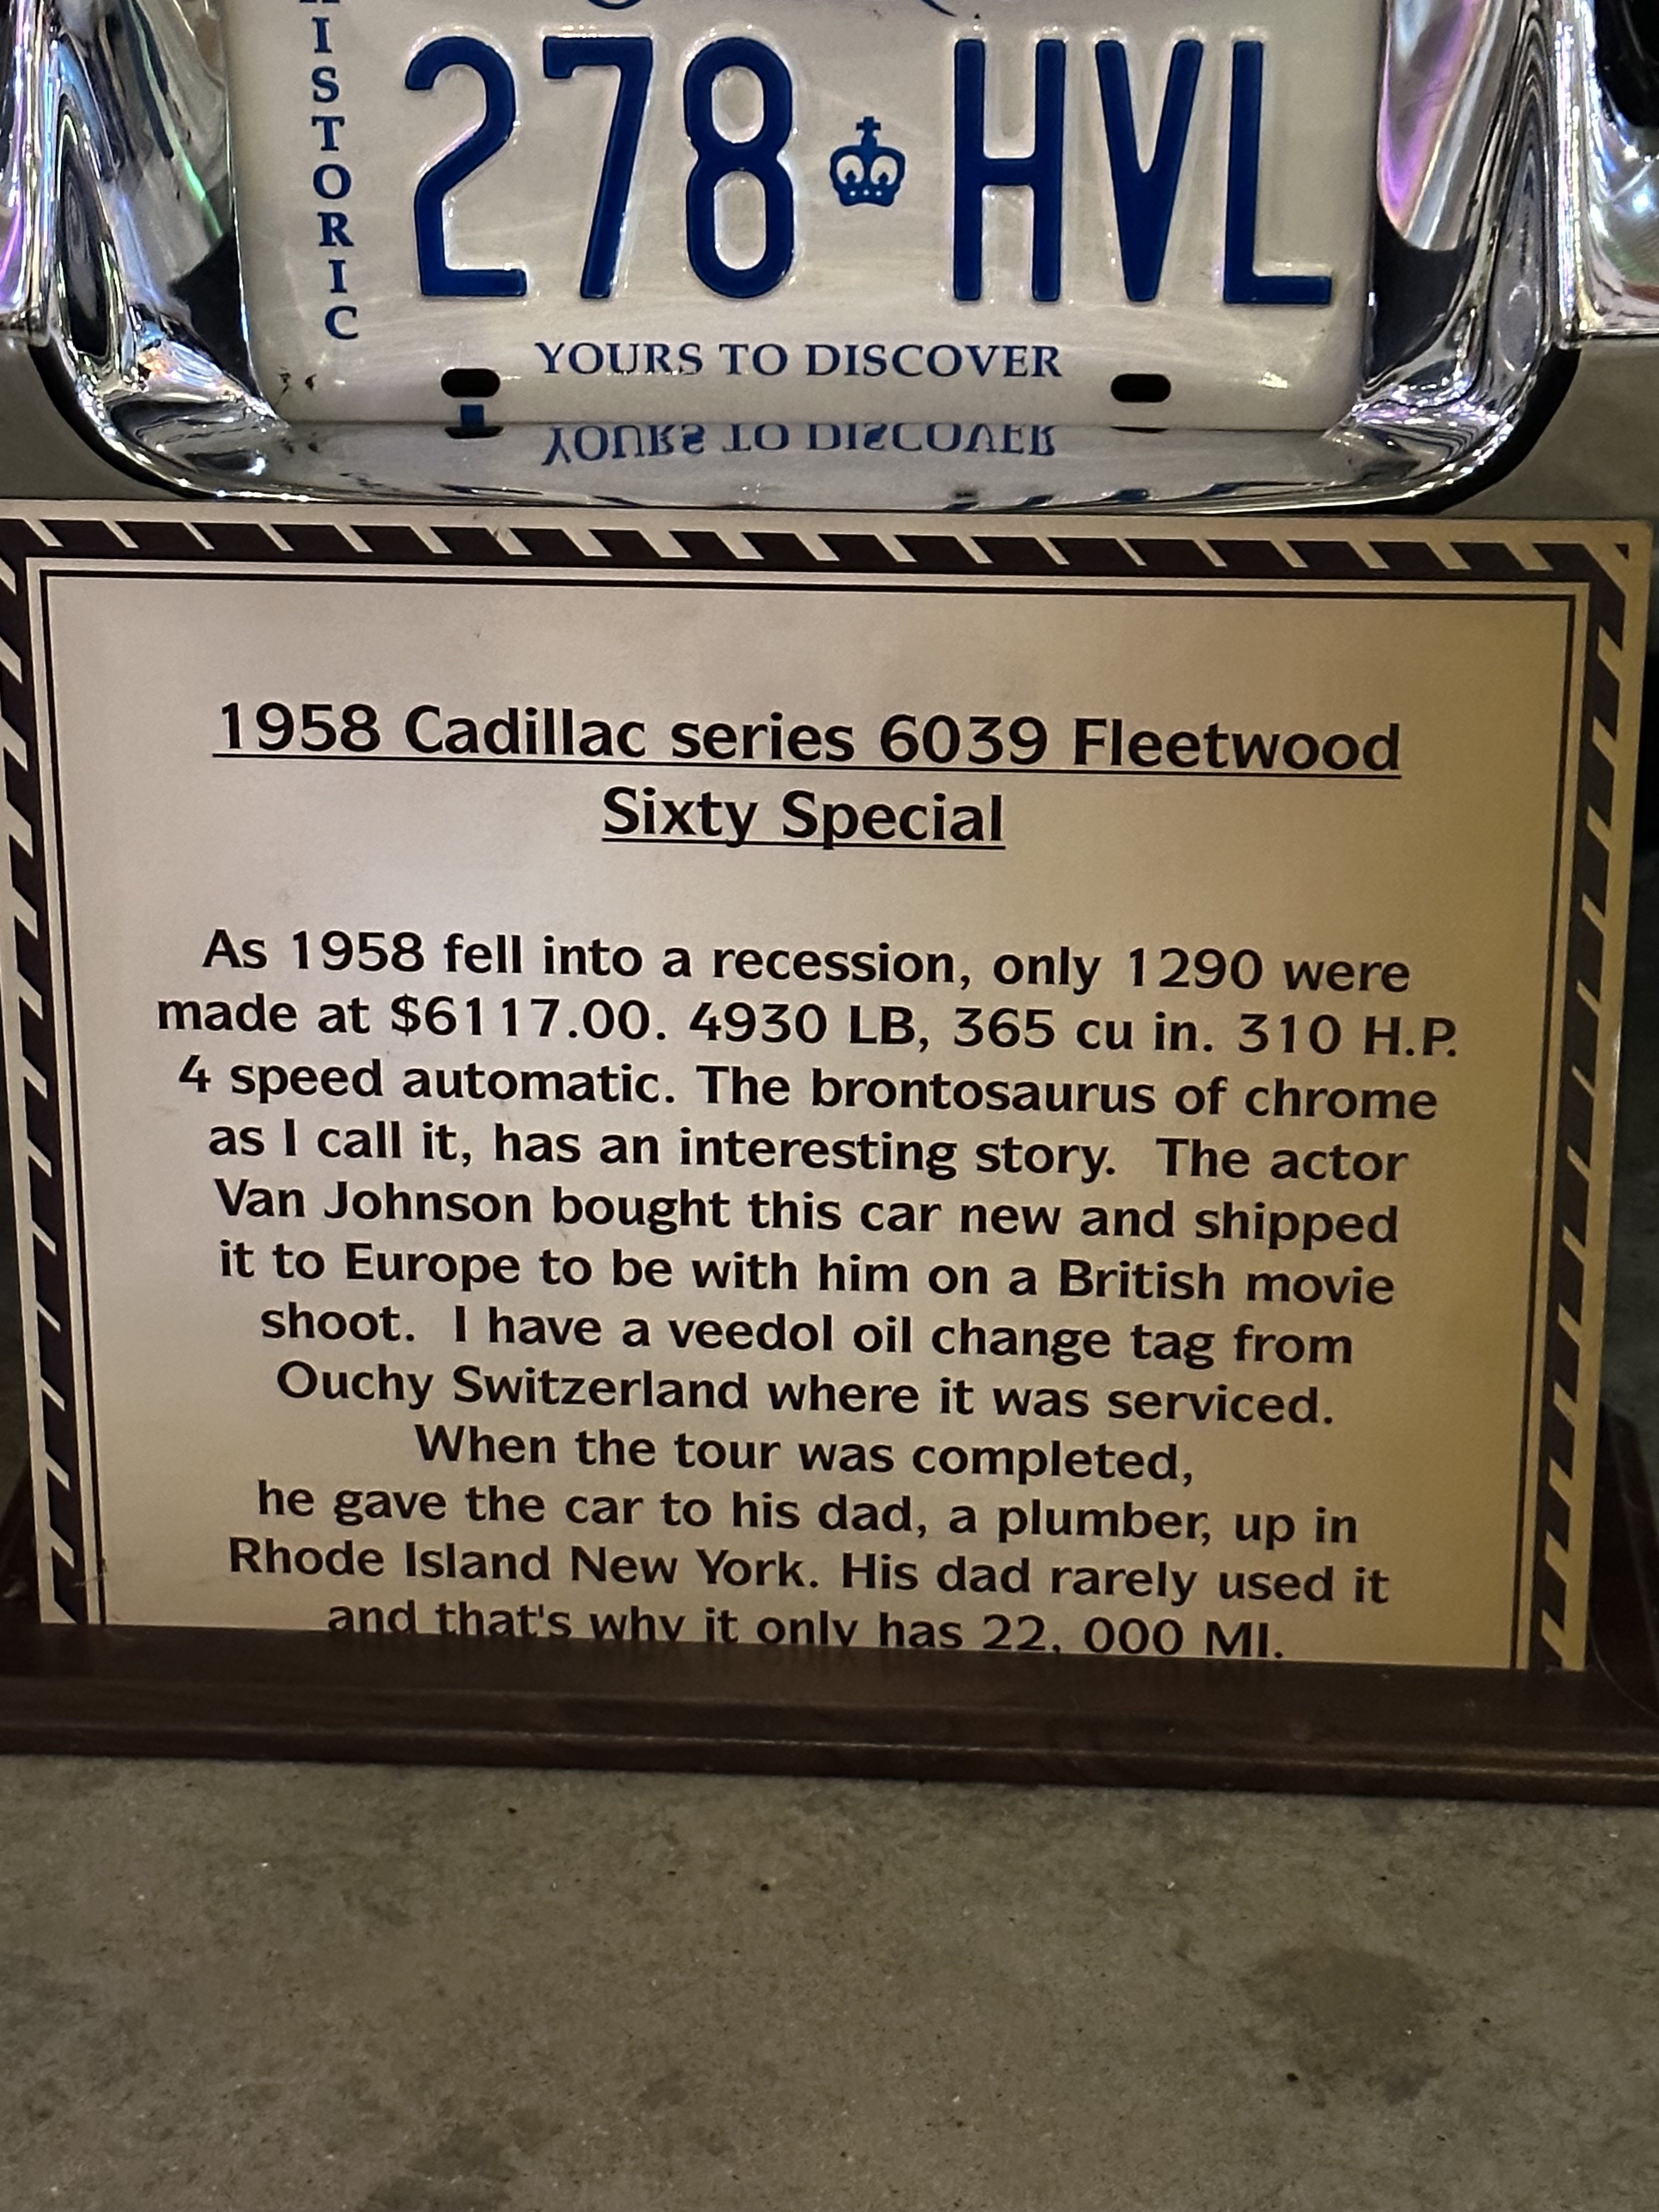 HISTORIC
278 HVL
YOURS TO DISCOVER
YOURS TO DISCOVER
1958 Cadillac series 6039 Fleetwood
Sixty Special
As 1958 fell into a recession, only 1290 were
made at $6117.00. 4930 LB, 365 cu in. 310 H.P.
4 speed automatic. The brontosaurus of chrome
as I call it, has an interesting story. The actor
Van Johnson bought this car new and shipped
it to Europe to be with him on a British movie
shoot. I have a veedol oil change tag from
Ouchy Switzerland where it was serviced.
When the tour was completed,
he gave the car to his dad, a plumber, up in
Rhode Island New York. His dad rarely used it
and that's why it only has 22, 000 MI.